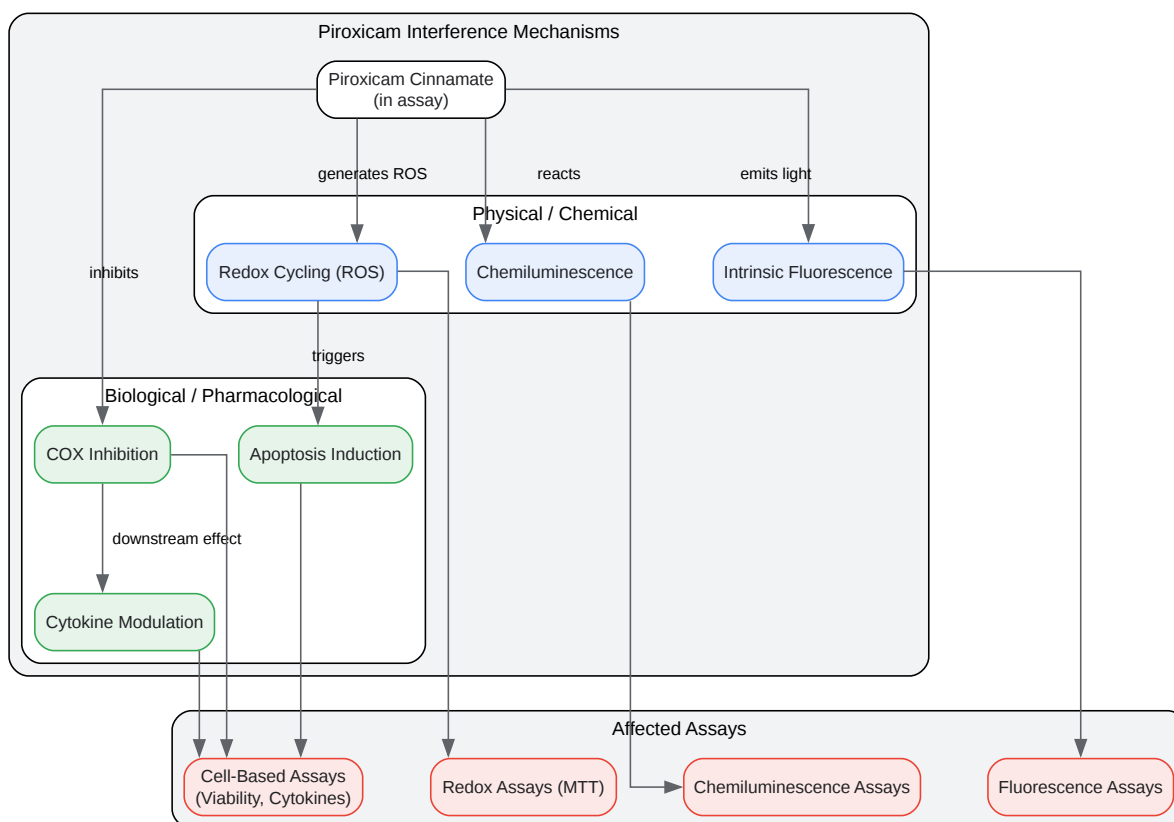 Piroxicam Interference Mechanisms
Piroxicam Cinnamate
(in assay)
generates ROS
reacts
emits light
Physical / Chemical
inhibits
Redox Cycling (ROS)
Chemiluminescence
Intrinsic Fluorescence
triggers
Biological / Pharmacological
COX Inhibition
Apoptosis Induction
downstream effect
Cytokine Modulation
Affected Assays
Cell-Based Assays
(Viability, Cytokines)
Redox Assays (MTT)
Chemiluminescence Assays
Fluorescence Assays